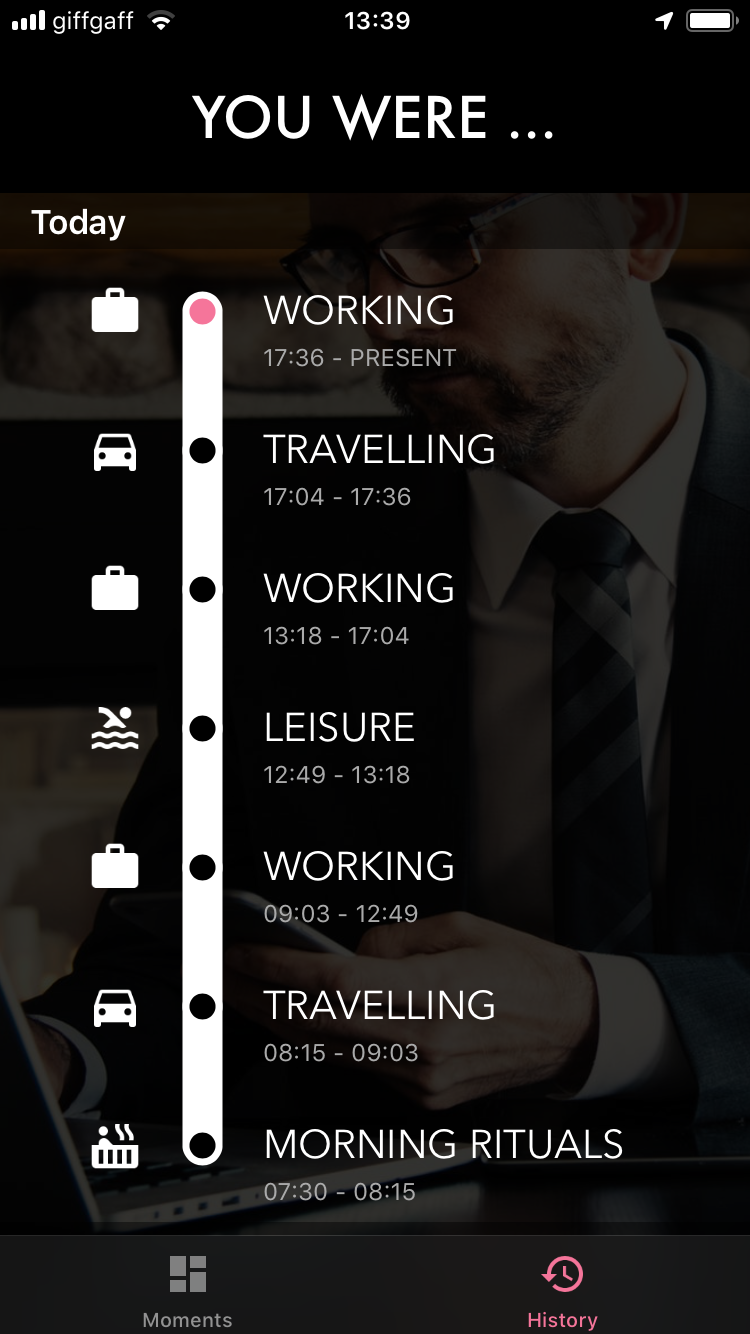 giffgaff 13:39
YOU WERE ...
Today
WORKING
17:36 - PRESENT
TRAVELLING
17:04 - 17:36
WORKING
13:18 - 17:04
LEISURE
12:49 - 13:18
WORKING
09:03 - 12:49
TRAVELLING
08:15 - 09:03
MORNING RITUALS
07:30 - 08:15
Moments History